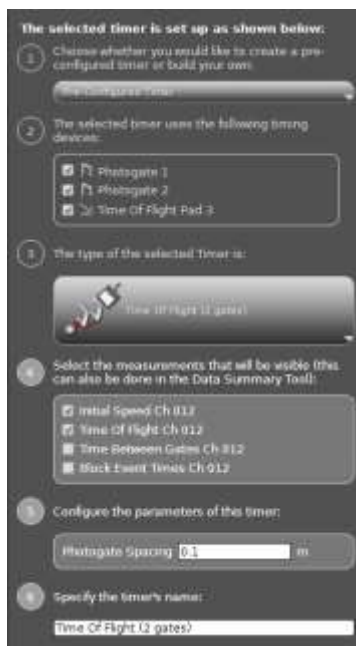 The selected timer is set up as shown below:
1
Choose whether you would like to create a pre-
configured timer or build your own:
Pre-Configured Timer
2
The selected timer uses the following timing
devices:
Photogate 1
Photogate 2
Time Of Flight Pad 3
3
The type of the selected Timer is:
Time Of Flight (2 gates)
4
Select the measurements that will be visible (this
can also be done in the Data Summary Tool):
Initial Speed Ch 012
Time Of Flight Ch 012
Time Between Gates Ch 012
Block Event Times Ch 012
5
Configure the parameters of this timer:
Photogate Spacing 0.1 m
6
Specify the timer's name:
Time Of Flight (2 gates)